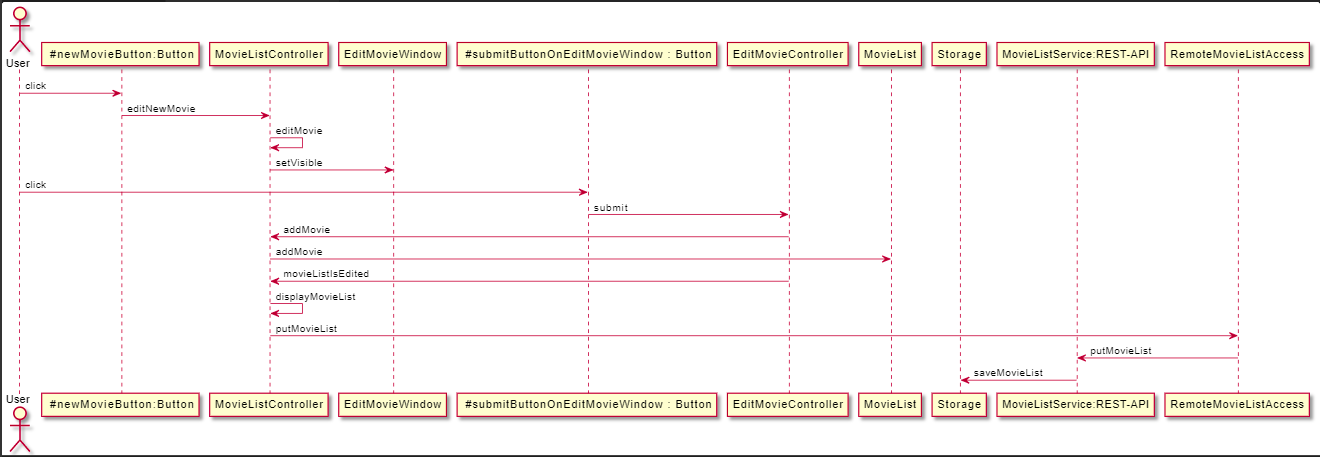 User
#newMovieButton:Button
MovieListController
EditMovieWindow
#submitButtonOnEditMovieWindow : Button
EditMovieController
MovieList
Storage
MovieListService:REST-API
RemoteMovieListAccess
click
editNewMovie
editMovie
setVisible
click
submit
addMovie
addMovie
movieListIsEdited
displayMovieList
putMovieList
putMovieList
saveMovieList
User
#newMovieButton:Button
MovieListController
EditMovieWindow
#submitButtonOnEditMovieWindow : Button
EditMovieController
MovieList
Storage
MovieListService:REST-API
RemoteMovieListAccess